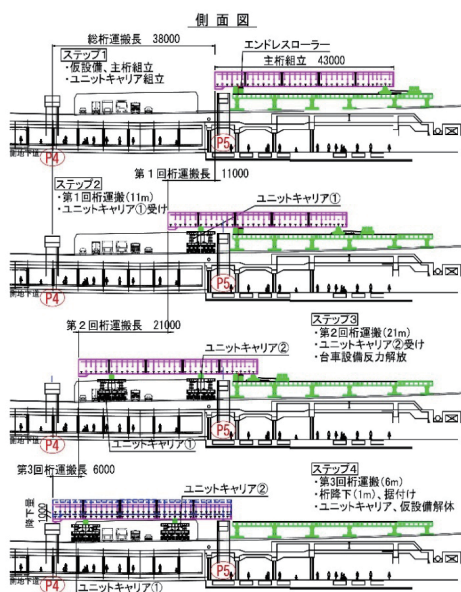 側面図
総桁運搬長 38000
ステップ1
・仮設備、主桁組立
・ユニットキャリア組立
エンドレスローラー
主桁組立 43000
P4
P5
第1回桁運搬長 11000
ステップ2
・第1回桁運搬(11m)
・ユニットキャリア①受け
ユニットキャリア①
P4
P5
第2回桁運搬長 21000
ステップ3
・第2回桁運搬(21m)
・ユニットキャリア②受け
・台車設備反力解放
ユニットキャリア②
P4
P5
ユニットキャリア①
第3回桁運搬長 6000
ステップ4
・第3回桁運搬(6m)
・桁降下(1m)、据付け
・ユニットキャリア、仮設備解体
ユニットキャリア②
降下量
1000
P4
P5
ユニットキャリア①